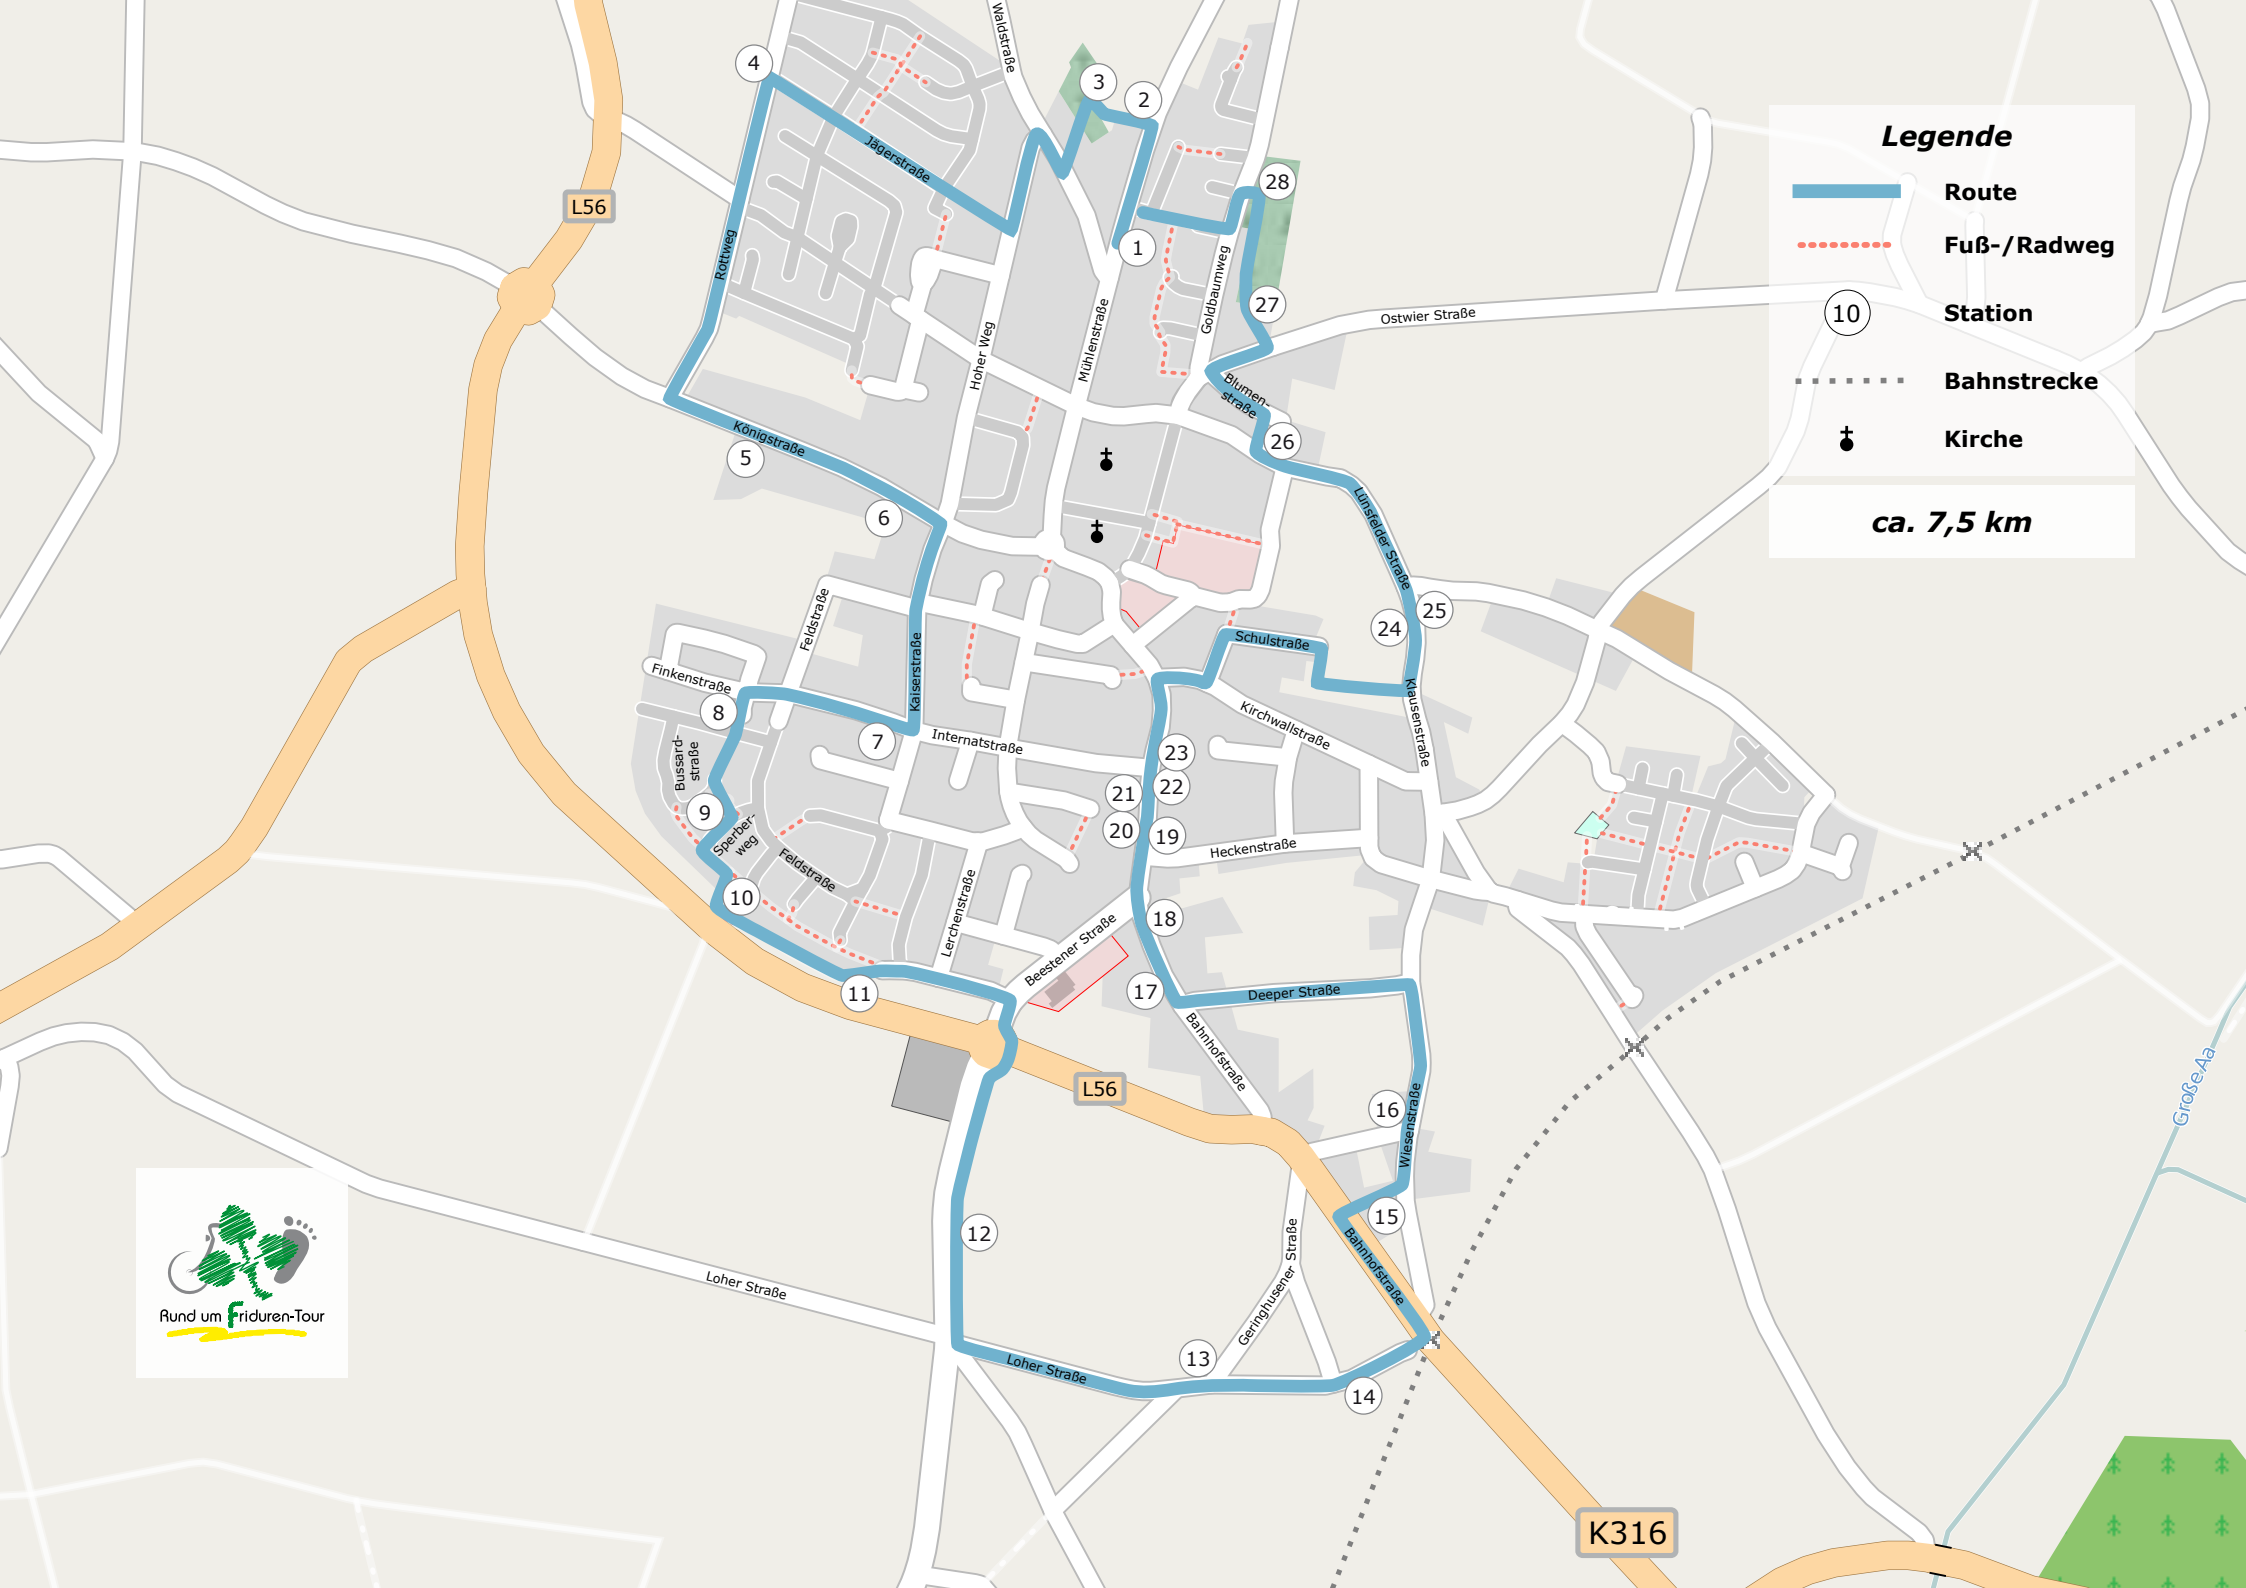 Waldstraße
4
3
2
Legende
Jägerstraße
28
Route
L56
1
Rottweg
Goldbaumweg
Fuß-/Radweg
27
10
Station
Ostwier Straße
Mühlenstraße
Hoher Weg
Blumen-
straße
Bahnstrecke
Königstraße
5
26
Kirche
6
Lünsfelder Straße
ca. 7,5 km
Feldstraße
25
24
Schulstraße
Kaiserstraße
Finkenstraße
8
7
Internatstraße
Kirchwallstraße
Klausenstraße
Bussard-
straße
23
22
21
9
20
19
Sperber-
weg
Feldstraße
Heckenstraße
10
Lerchenstraße
Beestener Straße
18
11
17
Deeper Straße
Bahnhofstraße
L56
16
Wiesenstraße
Große Aa
15
12
Bahnhofstraße
Geringhusener Straße
Loher Straße
Rund um Friduren-Tour
13
Loher Straße
14
K316